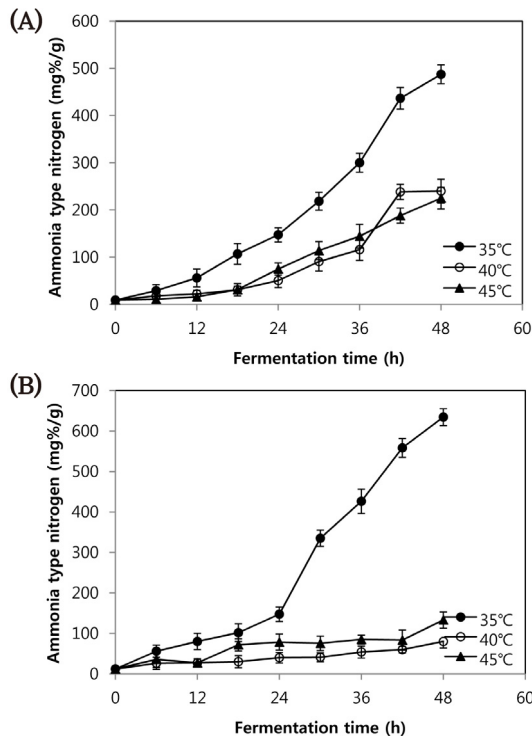 (A)
600
500
400
300
200
100
0
Ammonia type nitrogen (mg%/g)
35℃
40℃
45℃
0 12 24 36 48 60
Fermentation time (h)
(B)
700
600
500
400
300
200
100
0
Ammonia type nitrogen (mg%/g)
35℃
40℃
45℃
0 12 24 36 48 60
Fermentation time (h)